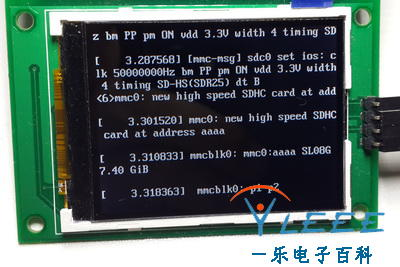 z bm PP pm ON vdd 3.3V width 4 timing SD
[    3.287568] [mmc-msg] sdc0 set ios: c
lk 50000000Hz bm PP pm ON vdd 3.3V width
4 timing SD-HS(SDR25) dt B
<6>mmc0: new high speed SDHC card at add
[    3.301520] mmc0: new high speed SDHC
card at address aaaa
[    3.310833] mmcblk0: mmc0:aaaa SL08G
7.40 GiB
[    3.318363]  mmcblk0: p1 p2
YLEEE
一乐电子百科